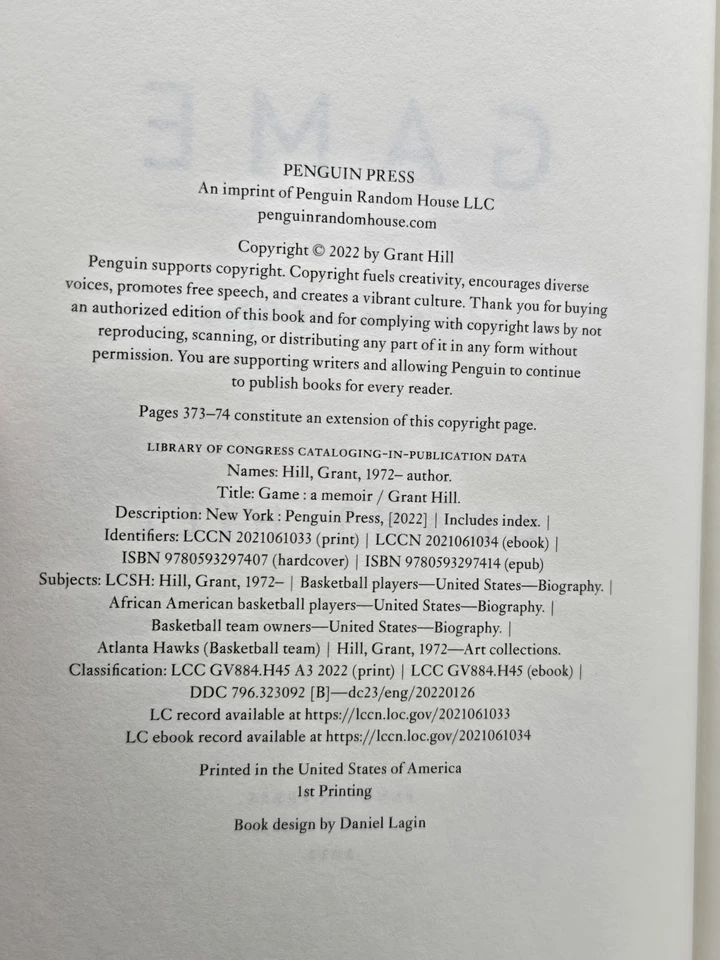 GAME
PENGUIN PRESS
An imprint of Penguin Random House LLC
penguinrandomhouse.com
Copyright © 2022 by Grant Hill
Penguin supports copyright. Copyright fuels creativity, encourages diverse
voices, promotes free speech, and creates a vibrant culture. Thank you for buying
an authorized edition of this book and for complying with copyright laws by not
reproducing, scanning, or distributing any part of it in any form without
permission. You are supporting writers and allowing Penguin to continue
to publish books for every reader.
Pages 373–74 constitute an extension of this copyright page.
LIBRARY OF CONGRESS CATALOGING-IN-PUBLICATION DATA
Names: Hill, Grant, 1972– author.
Title: Game : a memoir / Grant Hill.
Description: New York : Penguin Press, [2022] | Includes index. |
Identifiers: LCCN 2021061033 (print) | LCCN 2021061034 (ebook) |
ISBN 9780593297407 (hardcover) | ISBN 9780593297414 (epub)
Subjects: LCSH: Hill, Grant, 1972– | Basketball players—United States—Biography. |
African American basketball players—United States—Biography. |
Basketball team owners—United States—Biography. |
Atlanta Hawks (Basketball team) | Hill, Grant, 1972—Art collections.
Classification: LCC GV884.H45 A3 2022 (print) | LCC GV884.H45 (ebook) |
DDC 796.323092 [B]—dc23/eng/20220126
LC record available at https://lccn.loc.gov/2021061033
LC ebook record available at https://lccn.loc.gov/2021061034
Printed in the United States of America
1st Printing
Book design by Daniel Lagin